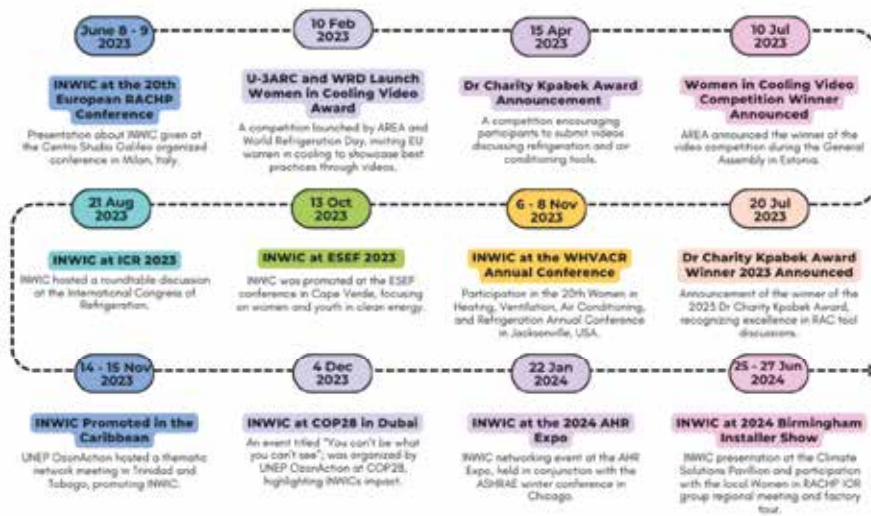 June 8 - 9
2023
10 Feb
2023
15 Apr
2023
10 Jul
2023
INWIC at the 20th
European RACHP
Conference
Presentation about INWIC given at
the Centro Studio Galileo organized
conference in Milan, Italy.
U-3ARC and WRD Launch
Women in Cooling Video
Award
A competition launched by AREA and
World Refrigeration Day, inviting EU
women in cooling to showcase best
practices through videos.
Dr Charity Kpabek Award
Announcement
A competition encouraging
participants to submit videos
discussing refrigeration and air
conditioning tools.
Women in Cooling Video
Competition Winner
Announced
AREA announced the winner of the
video competition during the General
Assembly in Estonia.
21 Aug
2023
13 Oct
2023
6 - 8 Nov
2023
20 Jul
2023
INWIC at ICR 2023
INWIC hosted a roundtable discussion
at the International Congress of
Refrigeration.
INWIC at ESEF 2023
INWIC was promoted at the ESEF
conference in Cape Verde, focusing
on women and youth in clean energy.
INWIC at the WHVACR
Annual Conference
Participation in the 20th Women in
Heating, Ventilation, Air Conditioning,
and Refrigeration Annual Conference
in Jacksonville, USA.
Dr Charity Kpabek Award
Winner 2023 Announced
Announcement of the winner of the
2023 Dr Charity Kpabek Award,
recognizing excellence in RAC tool
discussions.
14 - 15 Nov
2023
4 Dec
2023
22 Jan
2024
25 - 27 Jun
2024
INWIC Promoted in the
Caribbean
UNEP OzonAction hosted a thematic
network meeting in Trinidad and
Tobago, promoting INWIC.
INWIC at COP28 in Dubai
An event titled "You can't be what
you can't see"; was organized by
UNEP OzonAction at COP28,
highlighting INWICs impact.
INWIC at the 2024 AHR
Expo
INWIC networking event at the AHR
Expo, held in conjunction with the
ASHRAE winter conference in
Chicago.
INWIC at 2024 Birmingham
Installer Show
INWIC presentation at the Climate
Solutions Pavilion and participation
with the local Women in RACHP IOR
group regional meeting and factory
tour.